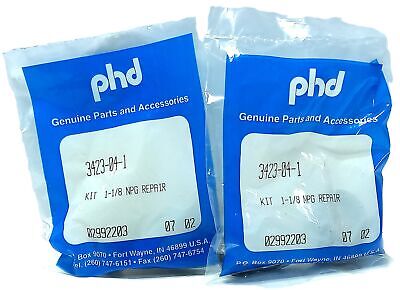 phd
Genuine Parts and Accessories
3423-04-1
KIT 1-1/8 NPG REPAIR
02992203 07 02
Box 9070 • Fort Wayne, IN 46899 U.S.A.
Tel. (260) 747-6151 • Fax (260) 747-6754
phd
Genuine Parts and Accessories
3423-04-1
KIT 1-1/8 NPG REPAIR
02992203 07 02
P.O. Box 9070 • Fort Wayne,